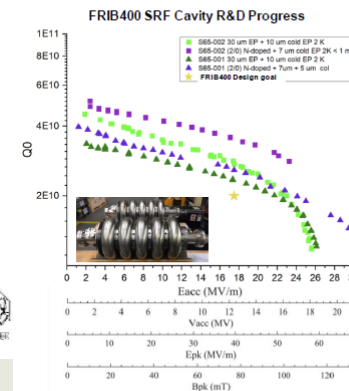 FRIB400 SRF Cavity R&D Progress
1E11
8E10
6E10
4E10
2E10
Q0
S65-002 30 um EP + 10 um cold EP 2 K
S65-002 (2/0) N-doped + 7 um cold EP 2K < 1 m
S65-001 30 um EP + 10 um cold EP 2 K
S65-001 (2/0) N-doped + 7um + 5 um col
FRIB400 Design goal
0 2 4 6 8 10 12 14 16 18 20 22 24 26 28
Eacc (MV/m)
0 2 4 6 8 10 12 14 16 18 20
Vacc (MV)
0 10 20 30 40 50 60
Epk (MV/m)
0 20 40 60 80 100 120
Bpk (mT)